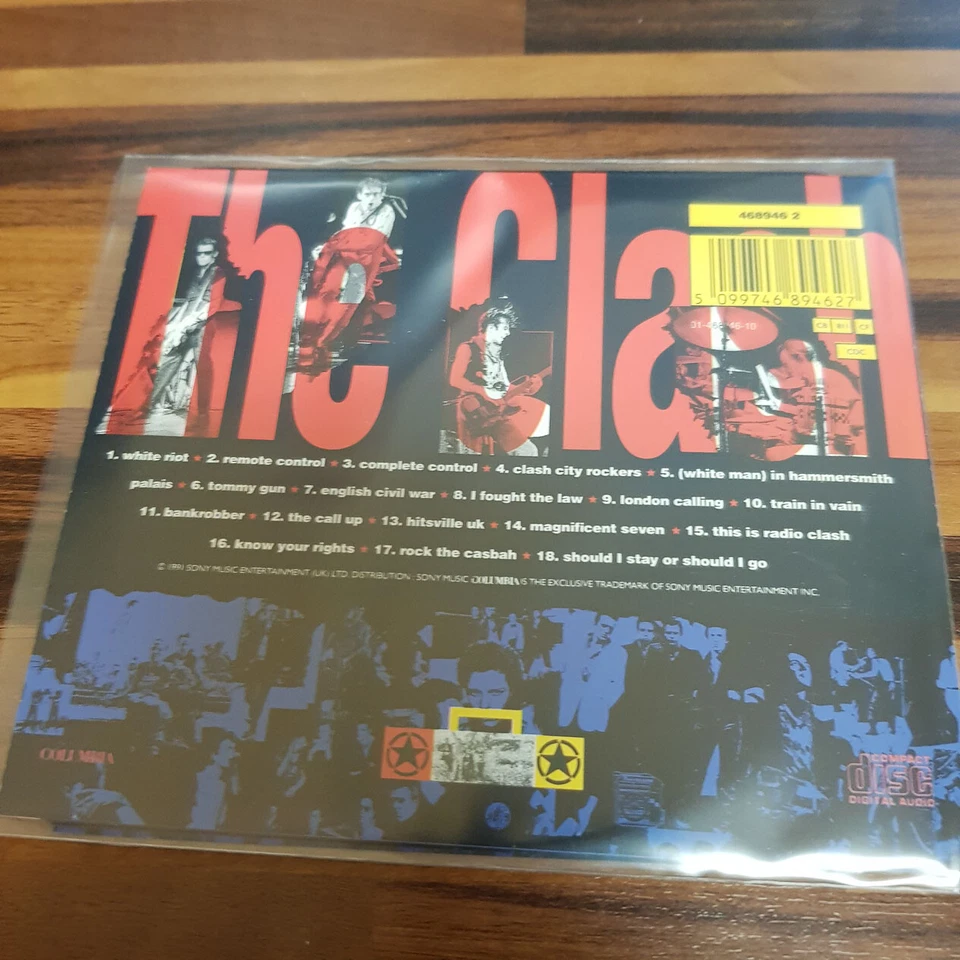 The Clash
468946 2
5 099746 894627
CB 811 CX
CDC
1. white riot ★ 2. remote control ★ 3. complete control ★ 4. clash city rockers ★ 5. (white man) in hammersmith
palais ★ 6. tommy gun ★ 7. english civil war ★ 8. I fought the law ★ 9. london calling ★ 10. train in vain
11. bankrobber ★ 12. the call up ★ 13. hitsville uk ★ 14. magnificent seven ★ 15. this is radio clash
16. know your rights ★ 17. rock the casbah ★ 18. should I stay or should I go
© 1991 SONY MUSIC ENTERTAINMENT (UK) LTD. DISTRIBUTION : SONY MUSIC COLUMBIA IS THE EXCLUSIVE TRADEMARK OF SONY MUSIC ENTERTAINMENT INC.
COLUMBIA
COMPACT
disc
DIGITAL AUDIO